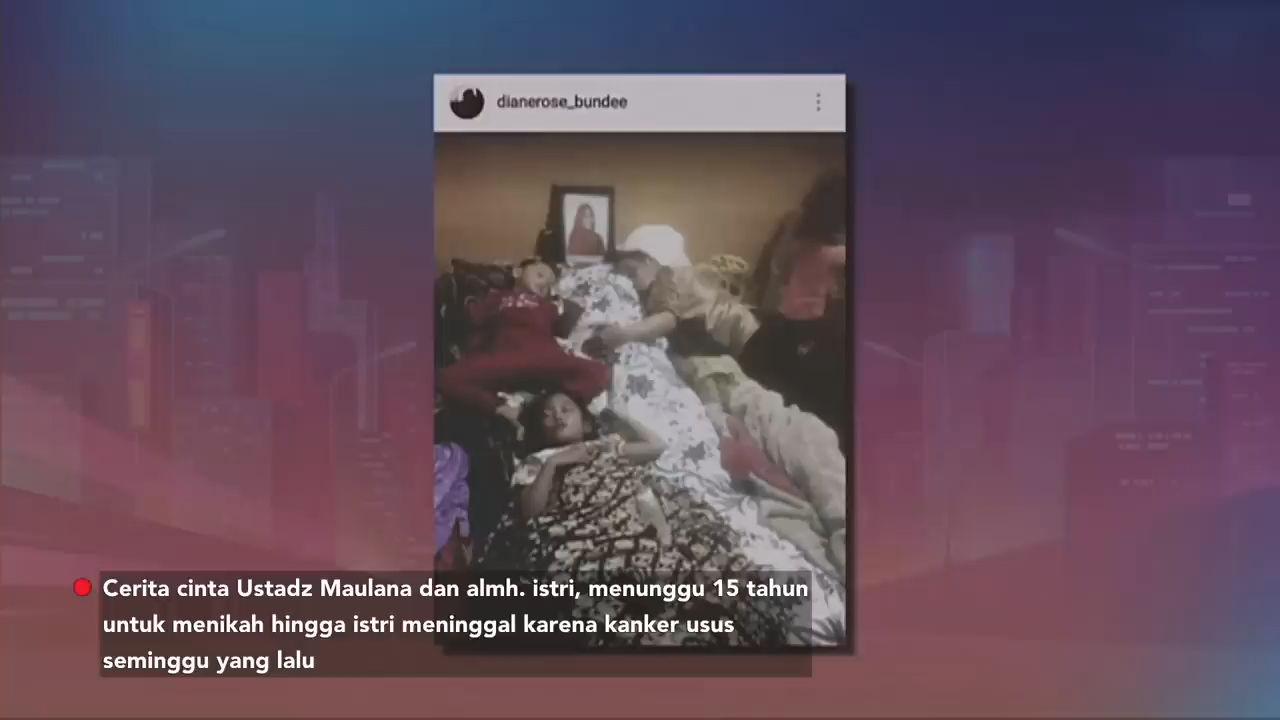 dianerose_bundee
Cerita cinta Ustadz Maulana dan almh. istri, menunggu 15 tahun
untuk menikah hingga istri meninggal karena kanker usus
seminggu yang lalu